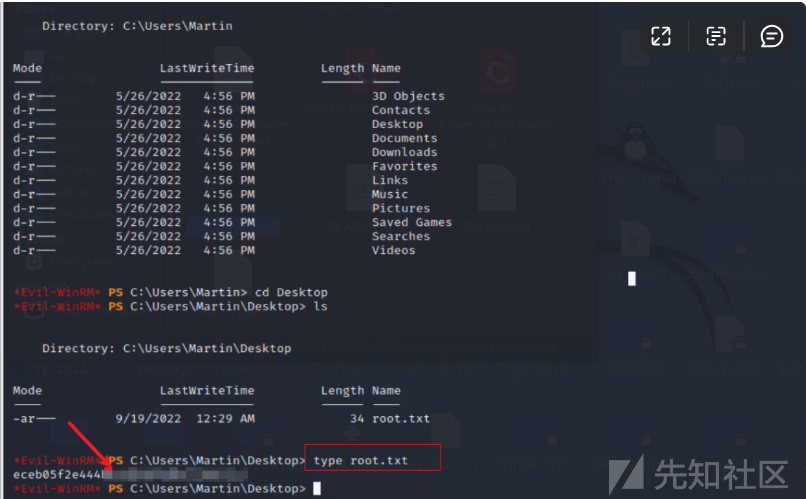 Directory: C:\Users\Martin
Mode LastWriteTime Length Name
d-r--- 5/26/2022 4:56 PM 3D Objects
d-r--- 5/26/2022 4:56 PM Contacts
d-r--- 5/26/2022 4:56 PM Desktop
d-r--- 5/26/2022 4:56 PM Documents
d-r--- 5/26/2022 4:56 PM Downloads
d-r--- 5/26/2022 4:56 PM Favorites
d-r--- 5/26/2022 4:56 PM Links
d-r--- 5/26/2022 4:56 PM Music
d-r--- 5/26/2022 4:56 PM Pictures
d-r--- 5/26/2022 4:56 PM Saved Games
d-r--- 5/26/2022 4:56 PM Searches
d-r--- 5/26/2022 4:56 PM Videos
*Evil-WinRM* PS C:\Users\Martin> cd Desktop
*Evil-WinRM* PS C:\Users\Martin\Desktop> ls
Directory: C:\Users\Martin\Desktop
Mode LastWriteTime Length Name
-ar--- 9/19/2022 12:29 AM 34 root.txt
*Evil-WinRM* PS C:\Users\Martin\Desktop> type root.txt
eceb05f2e444
*Evil-WinRM* PS C:\Users\Martin\Desktop>
先知社区